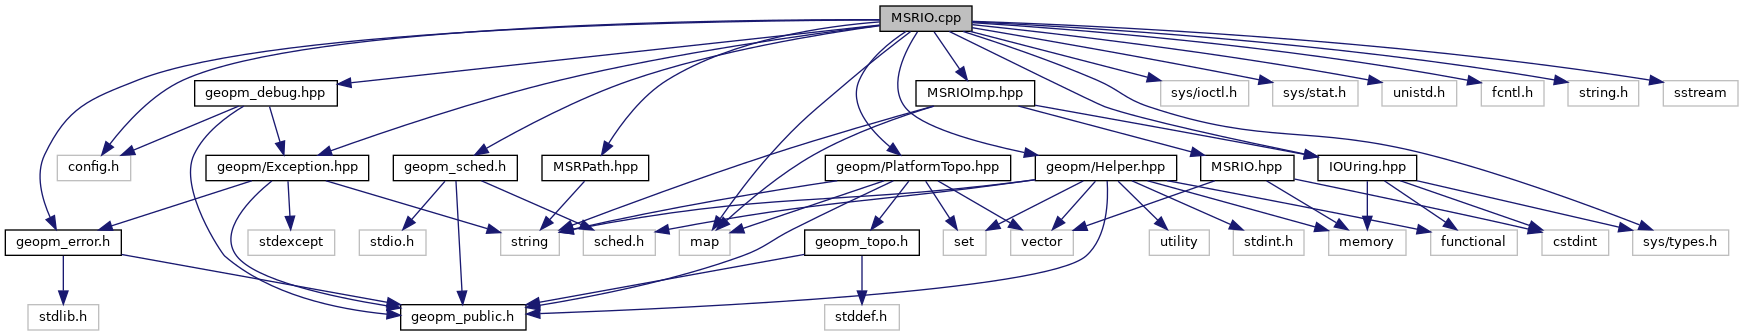 MSRIO.cpp
geopm_debug.hpp
MSRIOImp.hpp
sys/ioctl.h
sys/stat.h
unistd.h
fcntl.h
string.h
sstream
config.h
geopm/Exception.hpp
geopm_sched.h
MSRPath.hpp
geopm/PlatformTopo.hpp
geopm/Helper.hpp
MSRIO.hpp
IOUring.hpp
geopm_error.h
stdexcept
stdio.h
string
sched.h
map
geopm_topo.h
set
vector
utility
stdint.h
memory
functional
cstdint
sys/types.h
stdlib.h
geopm_public.h
stddef.h